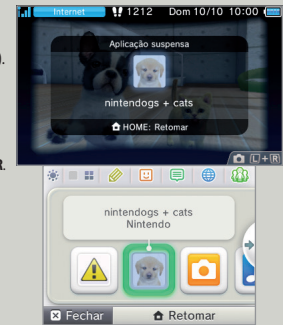 Internet 1212 Dom 10/10 10:00
).
Aplicação suspensa
nintendogs + cats
HOME: Retomar
L+R
R.
nintendogs + cats
Nintendo
Fechar
Retomar